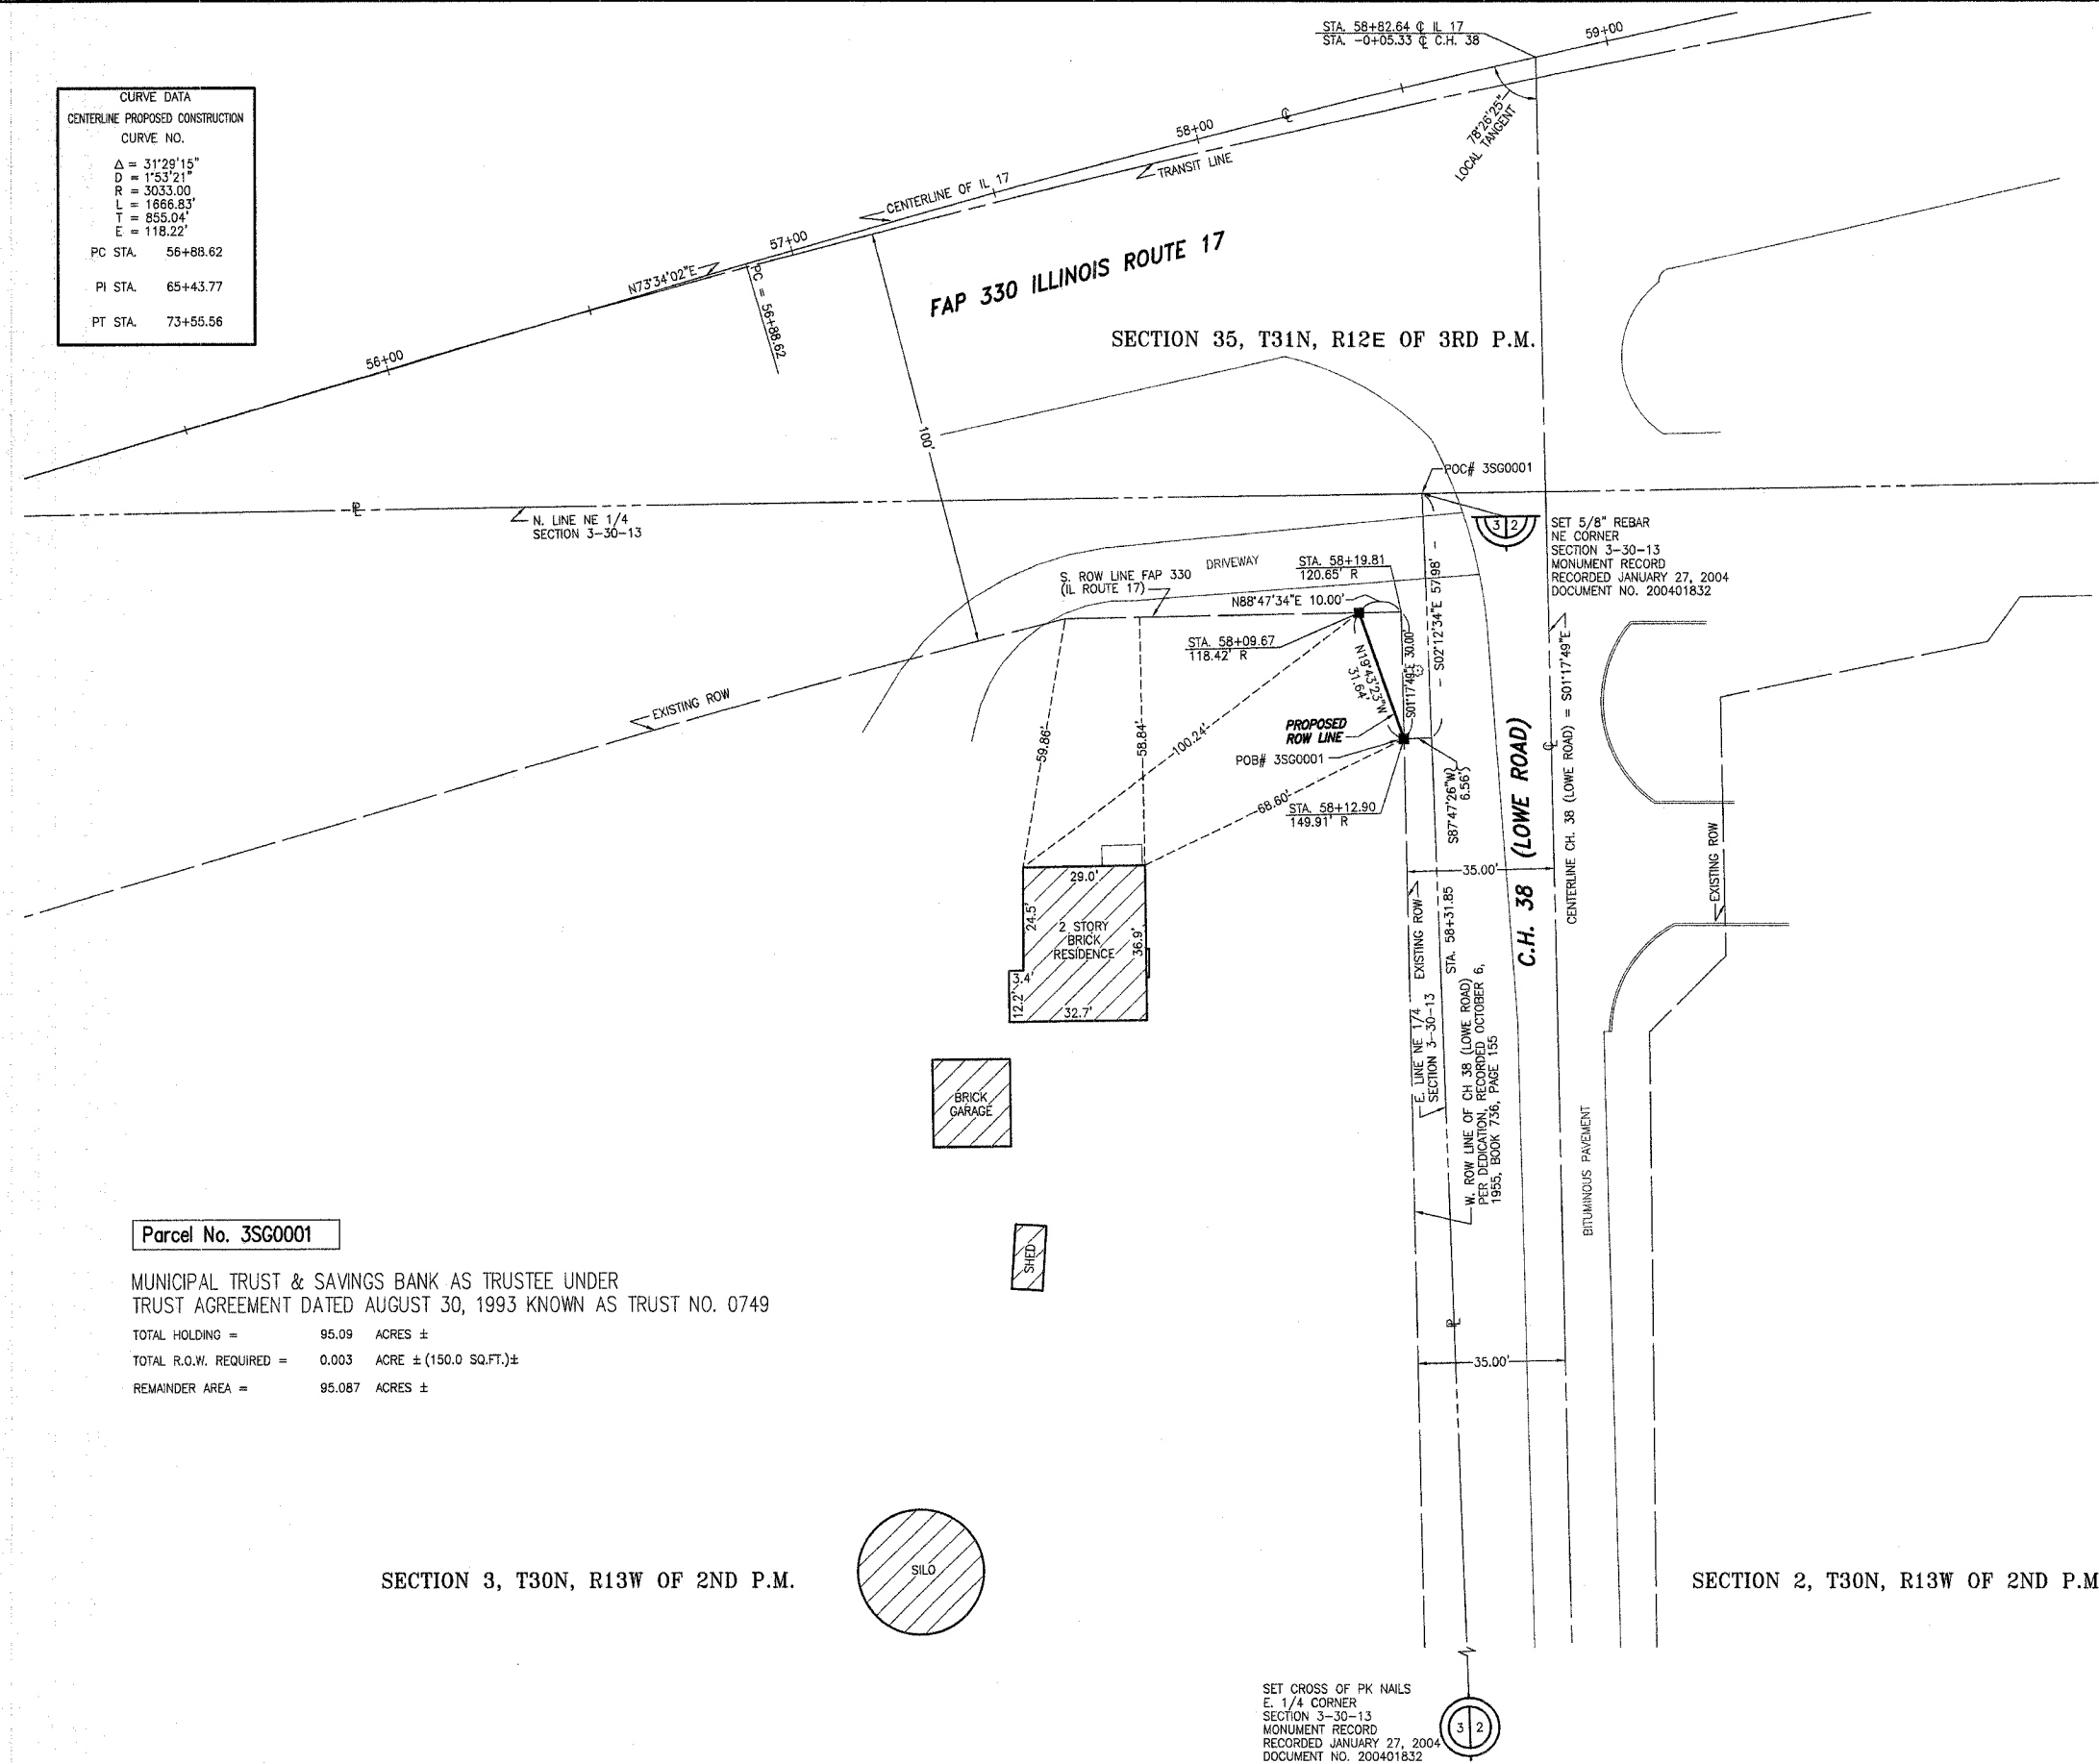 STA. 58+82.64 ℄ IL 17
STA. -0+05.33 ℄ C.H. 38
59+00
78°26'25"
LOCAL TANGENT
58+00
℄
TRANSIT LINE
CENTERLINE OF IL 17
57+00
N73°34'02"E
PC = 56+88.62
56+00
CURVE DATA
CENTERLINE PROPOSED CONSTRUCTION
CURVE NO.
Δ = 31°29'15"
D = 1°53'21"
R = 3033.00
L = 1666.83'
T = 855.04'
E = 118.22'
PC STA. 56+88.62
PI STA. 65+43.77
PT STA. 73+55.56
FAP 330 ILLINOIS ROUTE 17
SECTION 35, T31N, R12E OF 3RD P.M.
100'
POC# 3SG0001
3 2
SET 5/8" REBAR
NE CORNER
SECTION 3-30-13
MONUMENT RECORD
RECORDED JANUARY 27, 2004
DOCUMENT NO. 200401832
PL
N. LINE NE 1/4
SECTION 3-30-13
DRIVEWAY
S. ROW LINE FAP 330
(IL ROUTE 17)
STA. 58+19.81
120.65' R
N88°47'34"E 10.00'
STA. 58+09.67
118.42' R
N19°43'23"W
31.64'
S01°17'49"E 30.00'
S02°12'34"E 57.98'
PROPOSED
ROW LINE
POB# 3SG0001
STA. 58+12.90
149.91' R
S87°47'26"W
6.56'
EXISTING ROW
59.86'
58.84'
100.24'
68.60'
29.0'
24.5'
2 STORY
BRICK
RESIDENCE
36.9'
3.4'
12.2'
32.7'
BRICK
GARAGE
SHED
SILO
35.00'
C.H. 38 (LOWE ROAD)
℄
CENTERLINE CH. 38 (LOWE ROAD) = S01°17'49"E
EXISTING ROW
EXISTING ROW
STA. 58+31.85
E. LINE NE 1/4
SECTION 3-30-13
W. ROW LINE OF CH 38 (LOWE ROAD)
PER DEDICATION, RECORDED OCTOBER 6,
1955, BOOK 736, PAGE 155
BITUMINOUS PAVEMENT
PL
35.00'
Parcel No. 3SG0001
MUNICIPAL TRUST & SAVINGS BANK AS TRUSTEE UNDER
TRUST AGREEMENT DATED AUGUST 30, 1993 KNOWN AS TRUST NO. 0749
TOTAL HOLDING = 95.09 ACRES ±
TOTAL R.O.W. REQUIRED = 0.003 ACRE ± (150.0 SQ.FT.)±
REMAINDER AREA = 95.087 ACRES ±
SECTION 3, T30N, R13W OF 2ND P.M.
SECTION 2, T30N, R13W OF 2ND P.M
SET CROSS OF PK NAILS
E. 1/4 CORNER
SECTION 3-30-13
MONUMENT RECORD
RECORDED JANUARY 27, 2004
DOCUMENT NO. 200401832
3 2